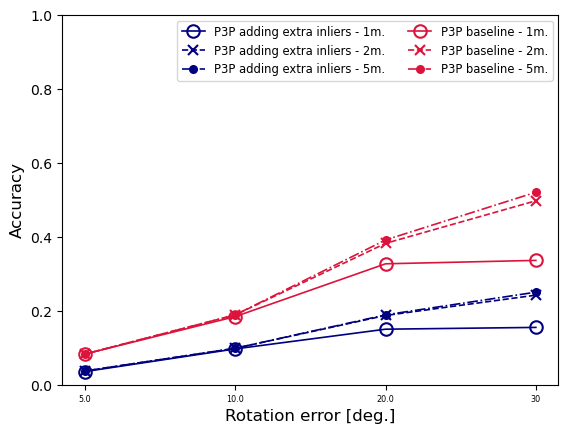 1.0
P3P adding extra inliers - 1m.
P3P baseline - 1m.
P3P adding extra inliers - 2m.
P3P baseline - 2m.
P3P adding extra inliers - 5m.
P3P baseline - 5m.
0.8
0.6
Accuracy
0.4
0.2
0.0
5.0 10.0 20.0 30
Rotation error [deg.]